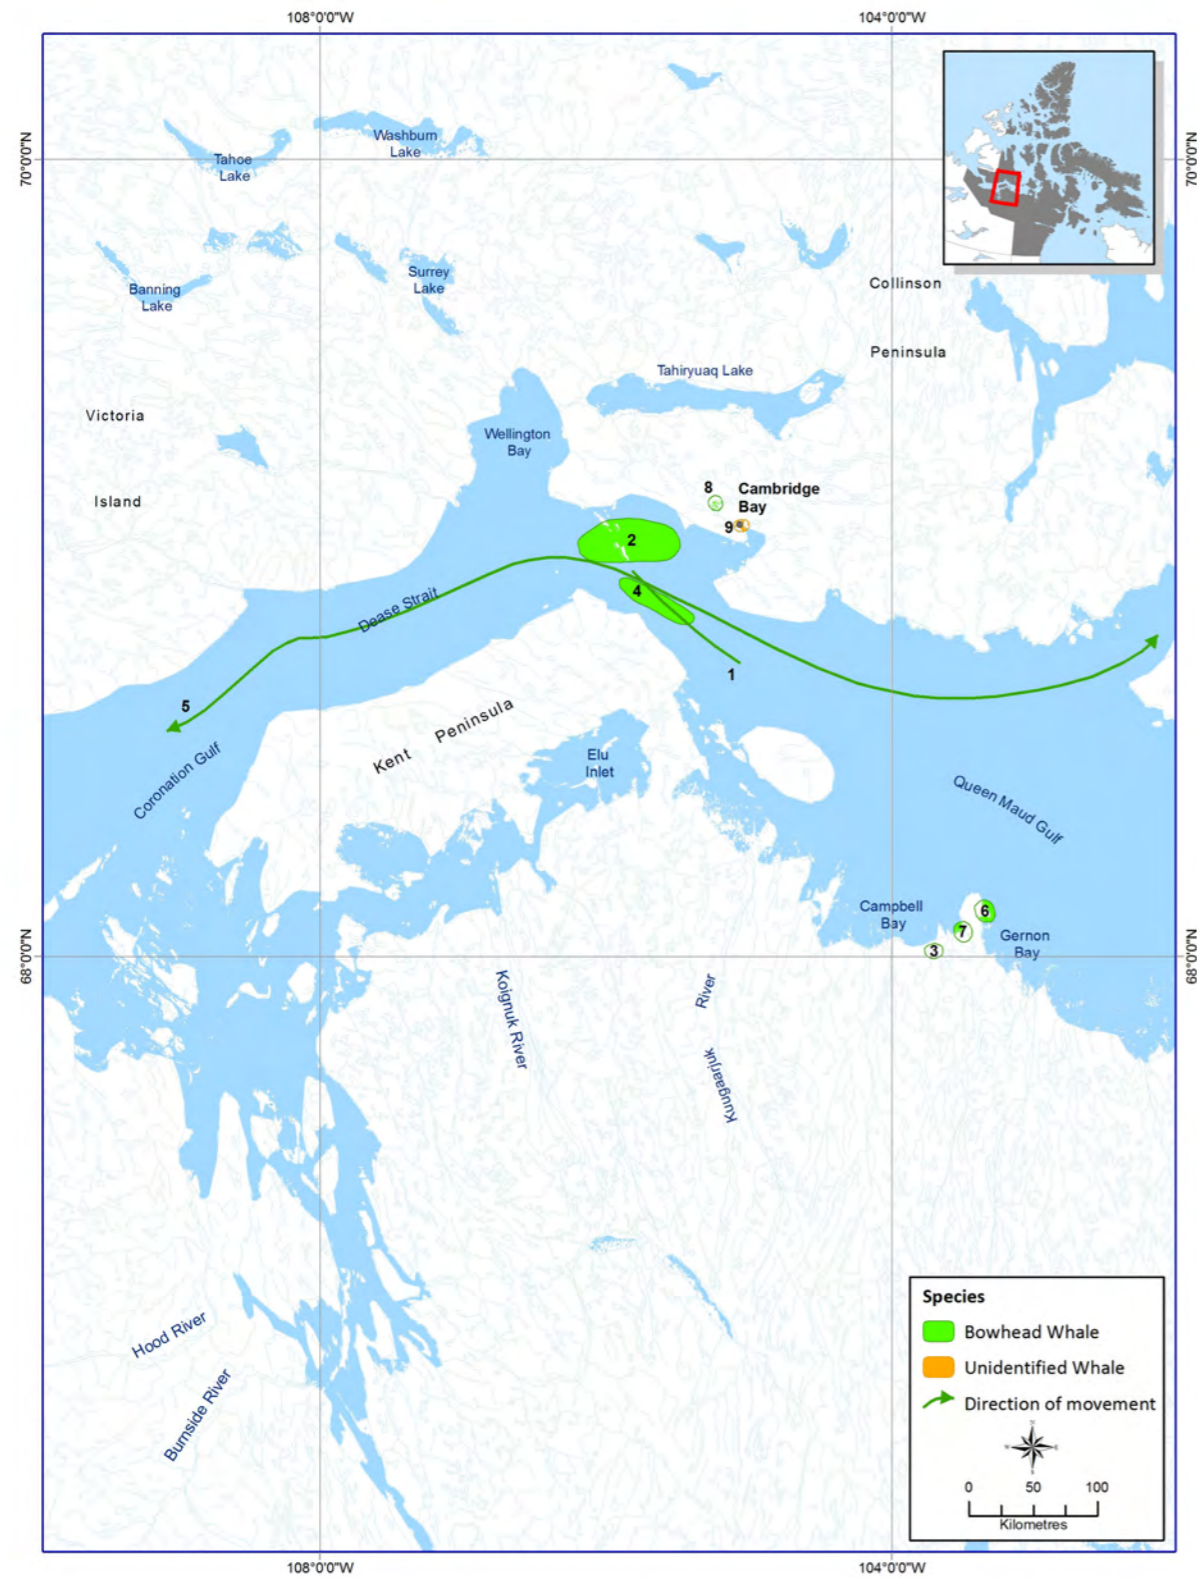 108°0'0"W
104°0'0"W
70°0'0"N
70°0'0"N
Washburn
Lake
Tahoe
Lake
Surrey
Lake
Banning
Lake
Collinson
Peninsula
Tahiryuaq Lake
Victoria
Island
Wellington
Bay
8
Cambridge
Bay
9
2
4
Dease Strait
1
5
Kent Peninsula
Coronation Gulf
Elu
Inlet
Queen Maud Gulf
Campbell
Bay
6
7
3
Gernon
Bay
68°0'0"N
68°0'0"N
Koignuk River
River
Kuugaarjuk
Hood River
Burnside River
Species
Bowhead Whale
Unidentified Whale
Direction of movement
N
W
E
S
0 50 100
Kilometres
108°0'0"W
104°0'0"W